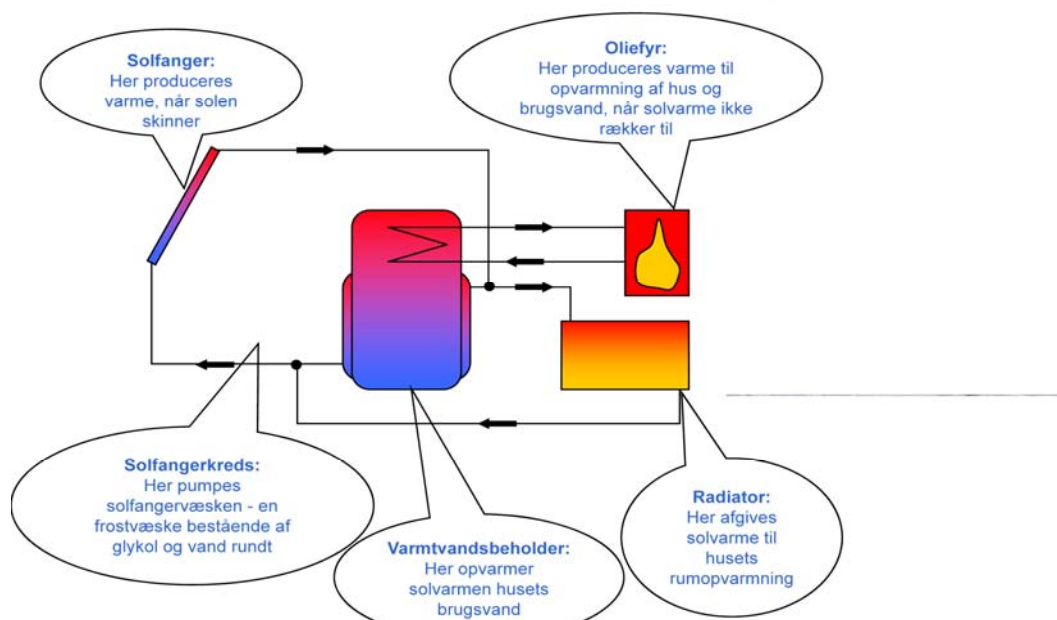 Solfanger:
Her produceres
varme, når solen
skinner
Oliefyr:
Her produceres varme til
opvarmning af hus og
brugsvand, når solvarme ikke
rækker til
Solfangerkreds:
Her pumpes
solfangervæsken - en
frostvæske bestående af
glykol og vand rundt
Varmtvandsbeholder:
Her opvarmer
solvarmen husets
brugsvand
Radiator:
Her afgives
solvarme til
husets
rumopvarmning